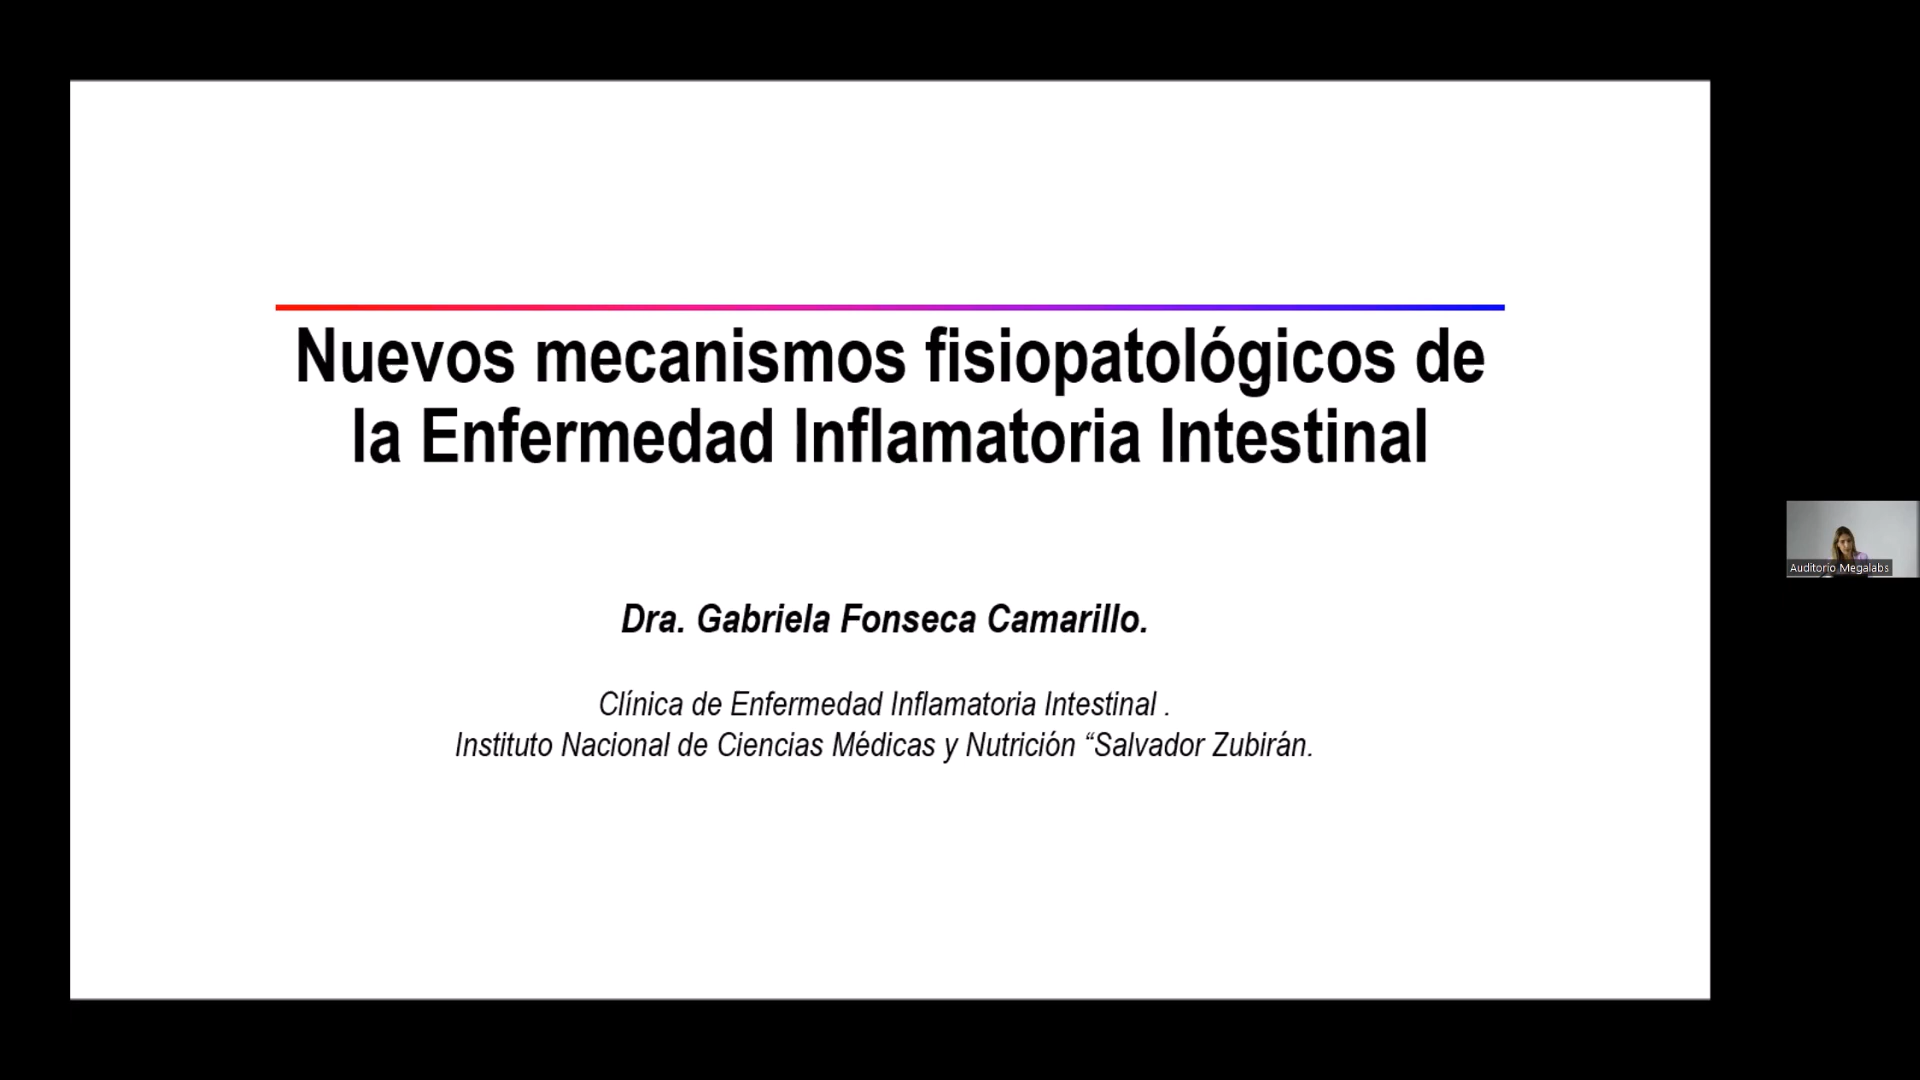 Nuevos mecanismos fisiopatológicos de
la Enfermedad Inflamatoria Intestinal
Dra. Gabriela Fonseca Camarillo.
Clínica de Enfermedad Inflamatoria Intestinal .
Instituto Nacional de Ciencias Médicas y Nutrición “Salvador Zubirán.
Auditorio Megalabs